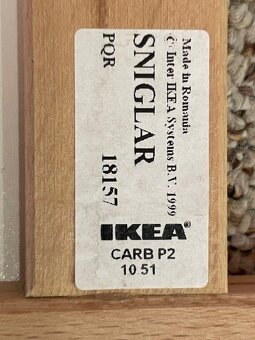 Made in Romania
© Inter IKEA Systems B.V. 1999
SNIGLAR
PQR 18157
IKEA®
CARB P2
10 51